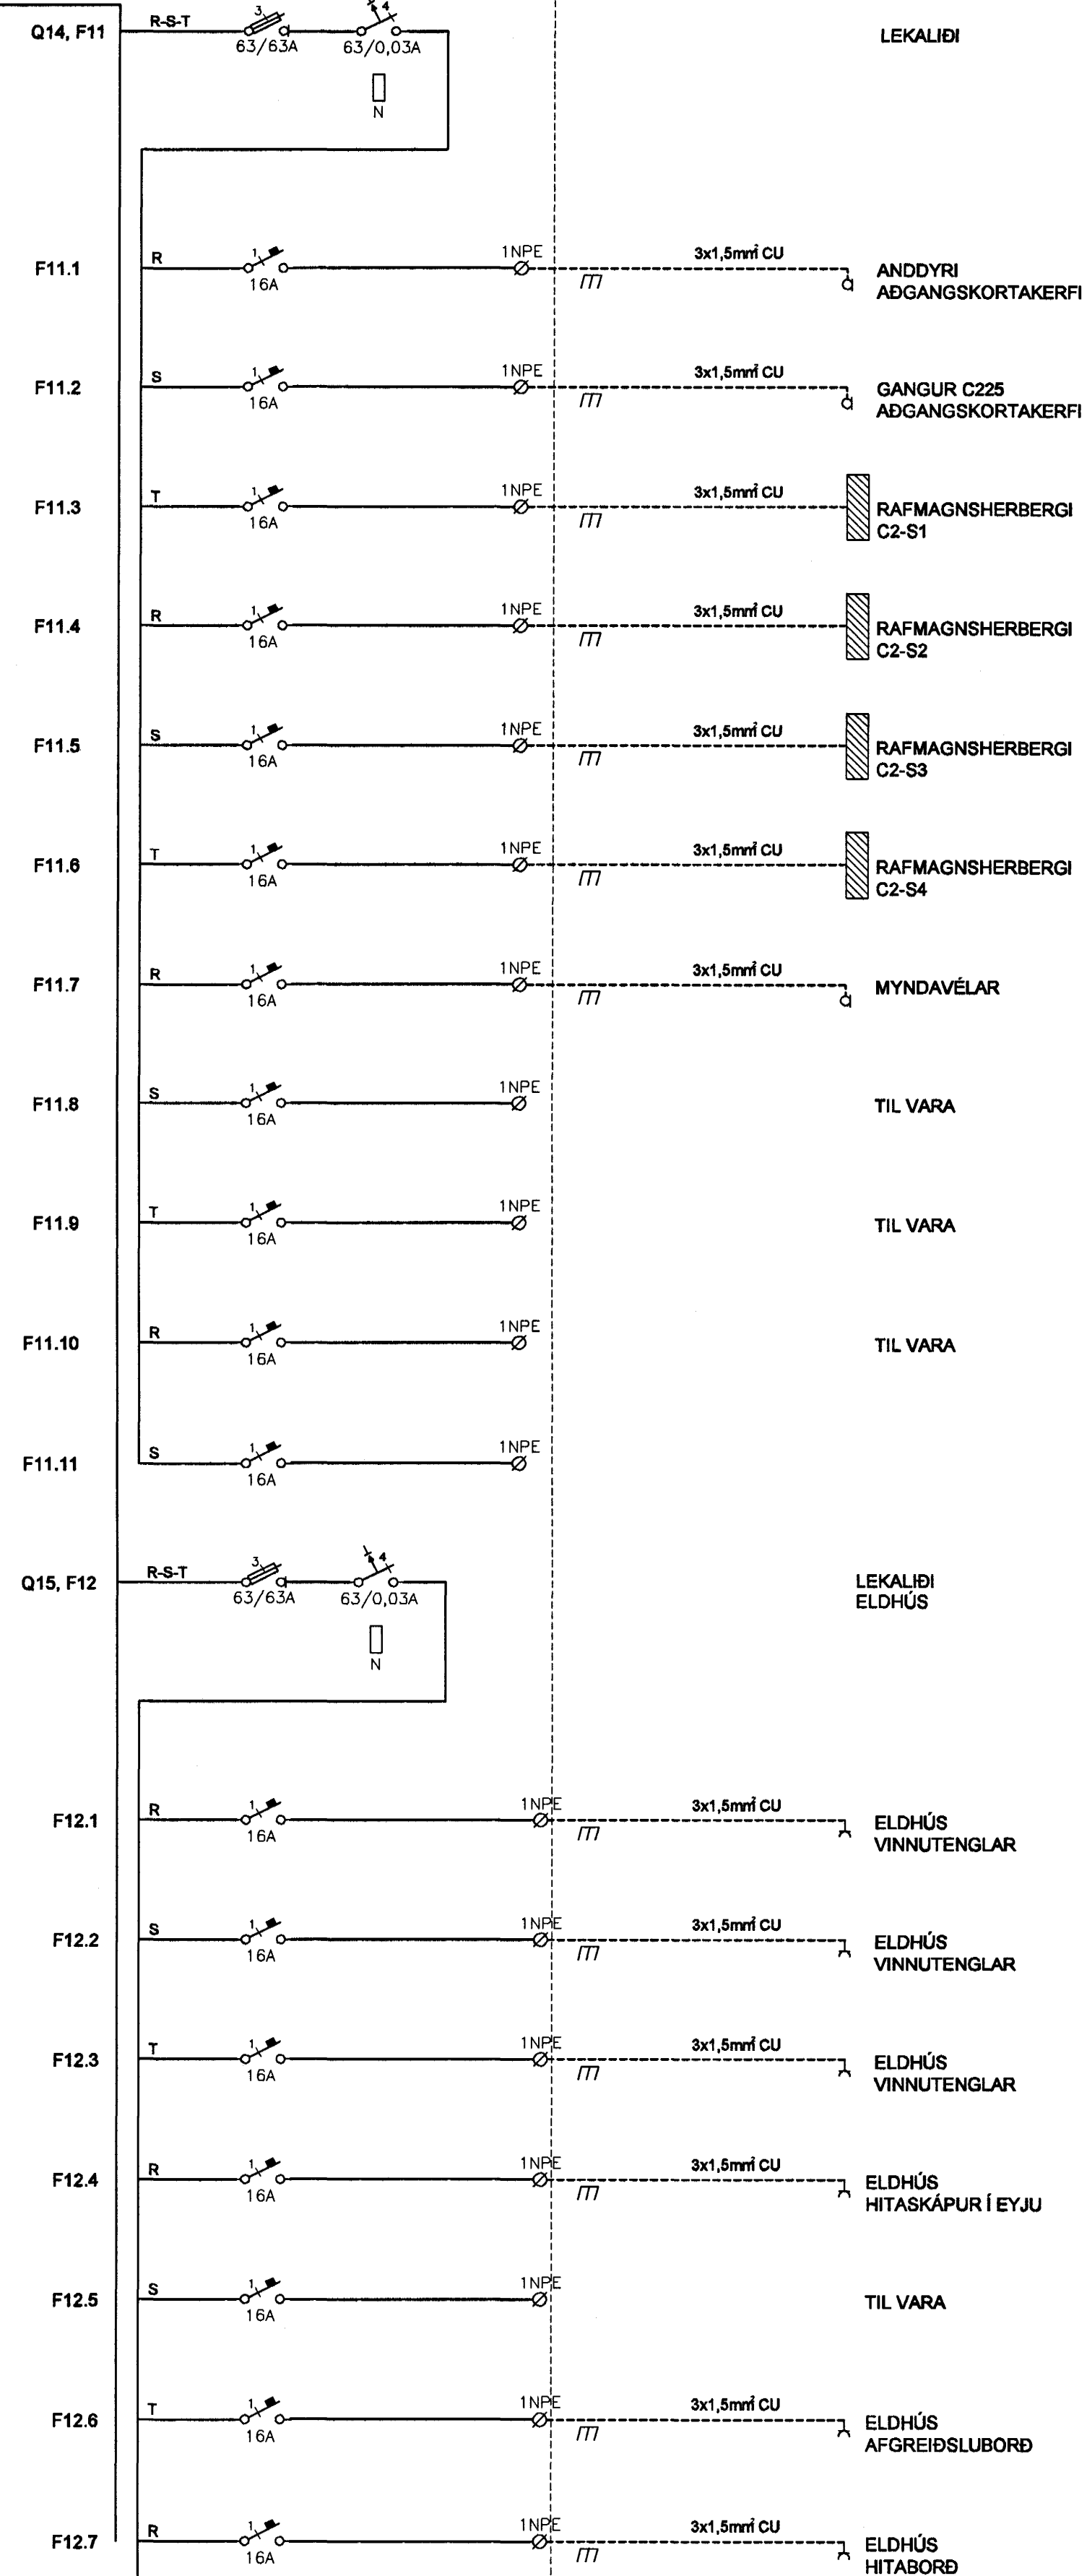 Q14, F11 R-S-T 3 63/63A 4 63/0,03A LEKALIÐI
N
F11.1 R 1 16A 1NPE 3x1,5mm² CU ANDDYRI
AÐGANGSKORTAKERFI
F11.2 S 1 16A 1NPE 3x1,5mm² CU GANGUR C225
AÐGANGSKORTAKERFI
F11.3 T 1 16A 1NPE 3x1,5mm² CU RAFMAGNSHERBERGI
C2-S1
F11.4 R 1 16A 1NPE 3x1,5mm² CU RAFMAGNSHERBERGI
C2-S2
F11.5 S 1 16A 1NPE 3x1,5mm² CU RAFMAGNSHERBERGI
C2-S3
F11.6 T 1 16A 1NPE 3x1,5mm² CU RAFMAGNSHERBERGI
C2-S4
F11.7 R 1 16A 1NPE 3x1,5mm² CU MYNDAVÉLAR
F11.8 S 1 16A 1NPE TIL VARA
F11.9 T 1 16A 1NPE TIL VARA
F11.10 R 1 16A 1NPE TIL VARA
F11.11 S 1 16A 1NPE
Q15, F12 R-S-T 3 63/63A 4 63/0,03A LEKALIÐI
ELDHÚS
N
F12.1 R 1 16A 1NPE 3x1,5mm² CU ELDHÚS
VINNUTENGLAR
F12.2 S 1 16A 1NPE 3x1,5mm² CU ELDHÚS
VINNUTENGLAR
F12.3 T 1 16A 1NPE 3x1,5mm² CU ELDHÚS
VINNUTENGLAR
F12.4 R 1 16A 1NPE 3x1,5mm² CU ELDHÚS
HITASKÁPUR Í EYJU
F12.5 S 1 16A 1NPE TIL VARA
F12.6 T 1 16A 1NPE 3x1,5mm² CU ELDHÚS
AFGREIÐSLUBORÐ
F12.7 R 1 16A 1NPE 3x1,5mm² CU ELDHÚS
HITABORÐ